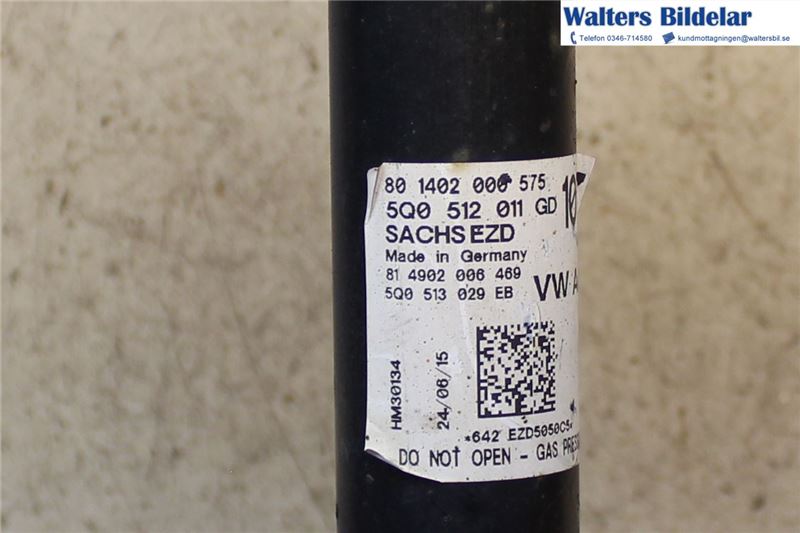 Walters Bildelar
Telefon 0346-714580 kundmottagningen@waltersbil.se
80 1402 006 575
5Q0 512 011 GD 10
SACHS EZD
Made in Germany
81 4902 006 469
5Q0 513 029 EB VW
HM30134
24/06/15
*642 EZD5050C5*
DO NOT OPEN - GAS